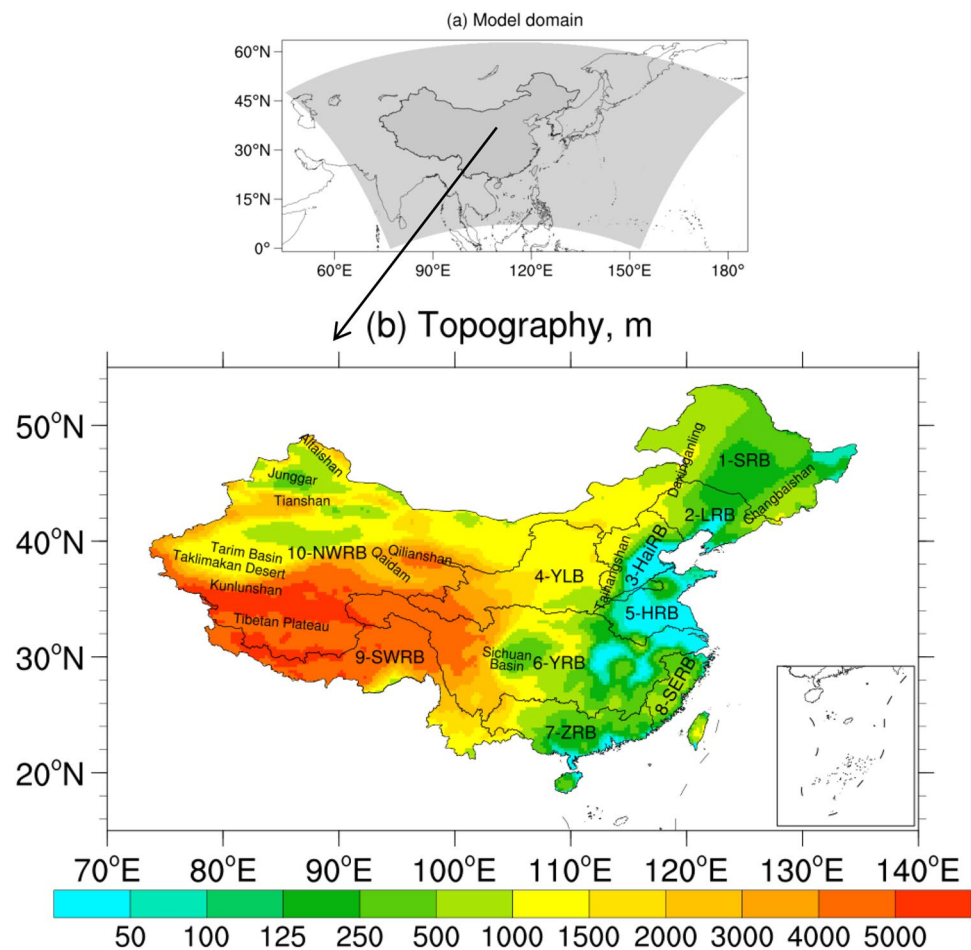 (a) Model domain
60°N
45°N
30°N
15°N
0°
60°E
90°E
120°E
150°E
180°
(b) Topography, m
50°N
40°N
30°N
20°N
Altaishan
Junggar
Tianshan
Tarim Basin
Taklimakan Desert
10-NWRB
Qaidam
Qilianshan
Kunlunshan
Tibetan Plateau
9-SWRB
4-YLB
Taihangshan
3-HaiRB
Daxinganling
1-SRB
2-LRB
Changbaishan
5-HRB
Sichuan
Basin
6-YRB
7-ZRB
8-SERB
70°E
80°E
90°E
100°E
110°E
120°E
130°E
140°E
50
100
125
250
500
1000
1500
2000
3000
4000
5000